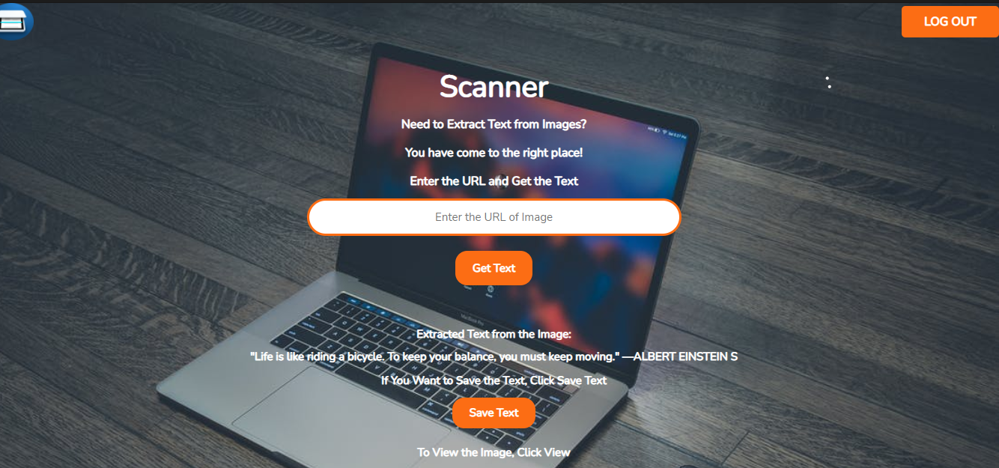 LOG OUT
Scanner
Need to Extract Text from Images?
You have come to the right place!
Enter the URL and Get the Text
Enter the URL of Image
Get Text
MacBook Pro
Extracted Text from the Image:
"Life is like riding a bicycle. To keep your balance, you must keep moving." —ALBERT EINSTEIN S
If You Want to Save the Text, Click Save Text
Save Text
To View the Image, Click View